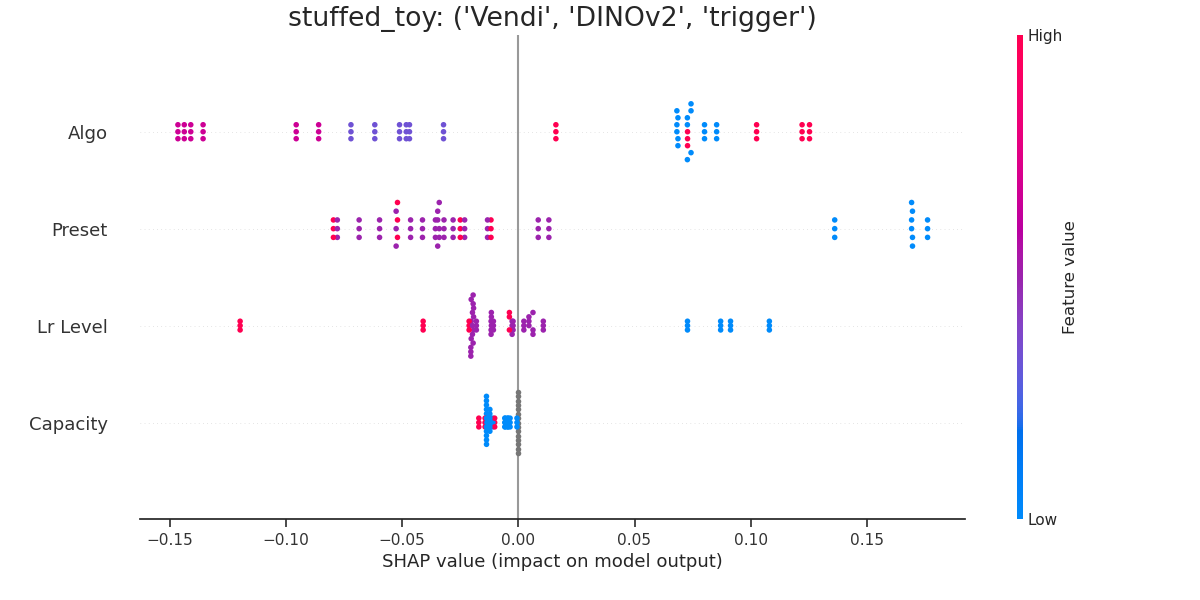 stuffed_toy: ('Vendi', 'DINOv2', 'trigger')
High
Algo
Preset
Feature value
Lr Level
Capacity
Low
−0.15 −0.10 −0.05 0.00 0.05 0.10 0.15
SHAP value (impact on model output)